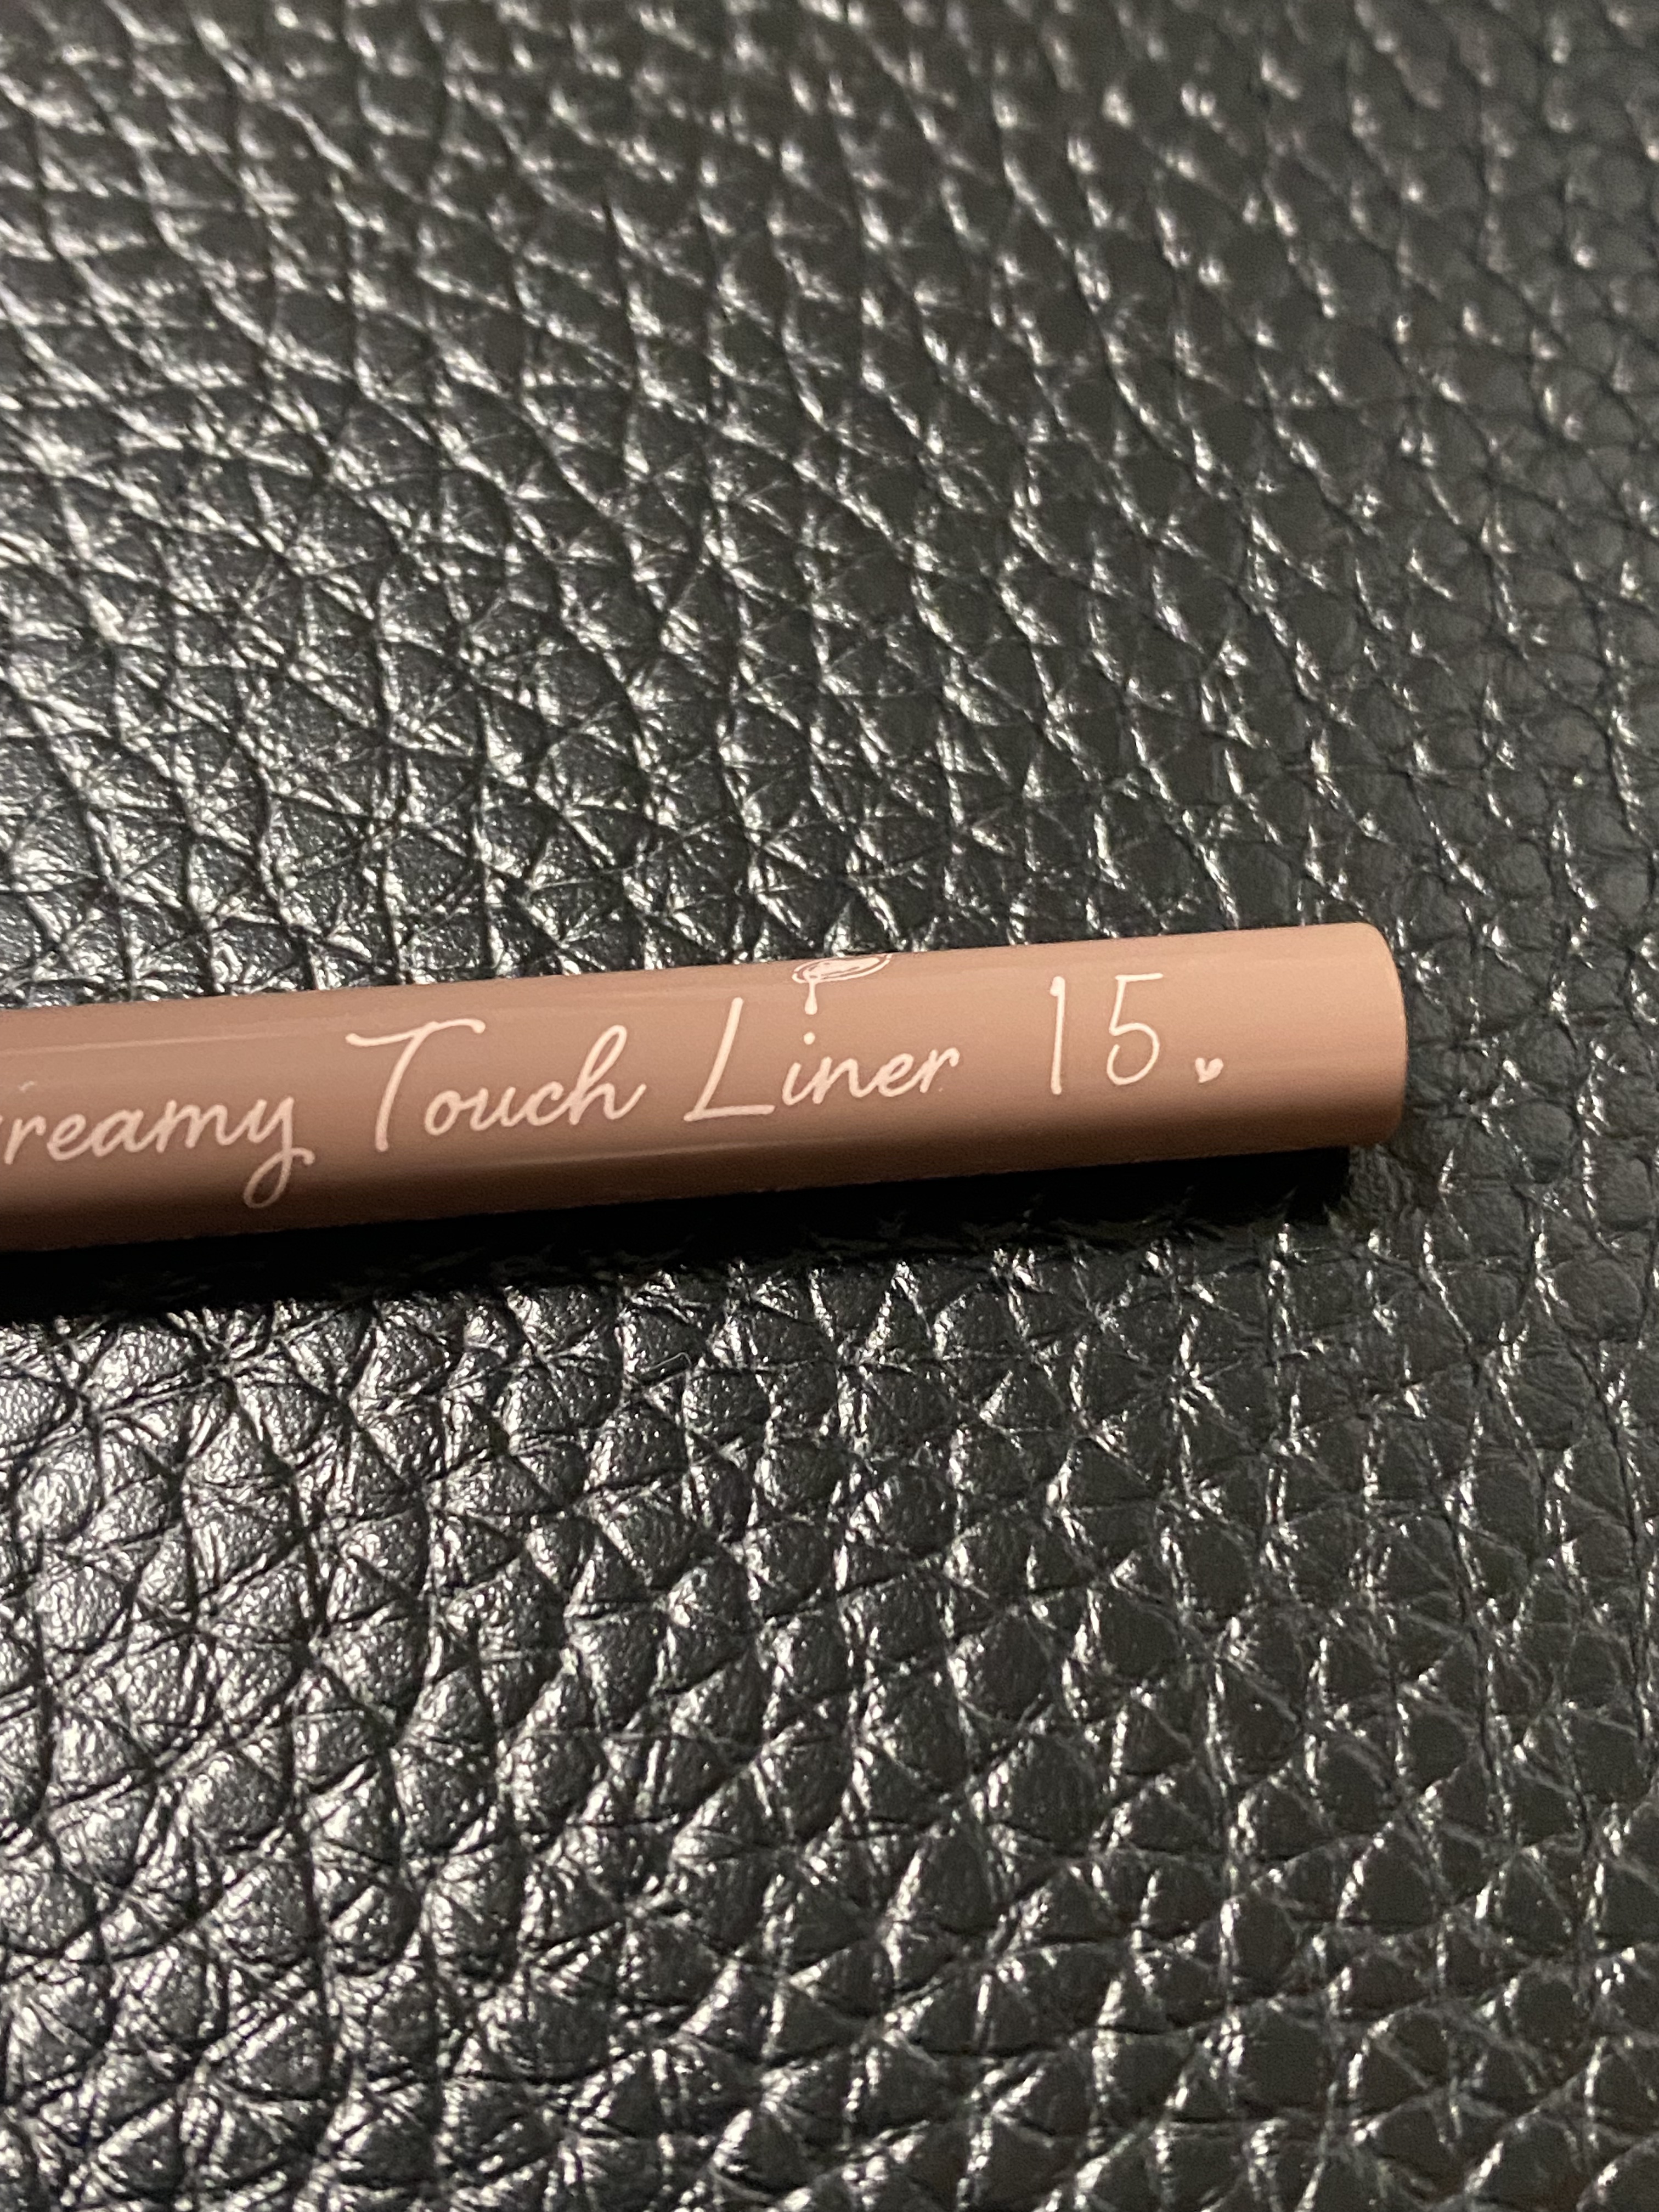 reamy Touch Liner 15.